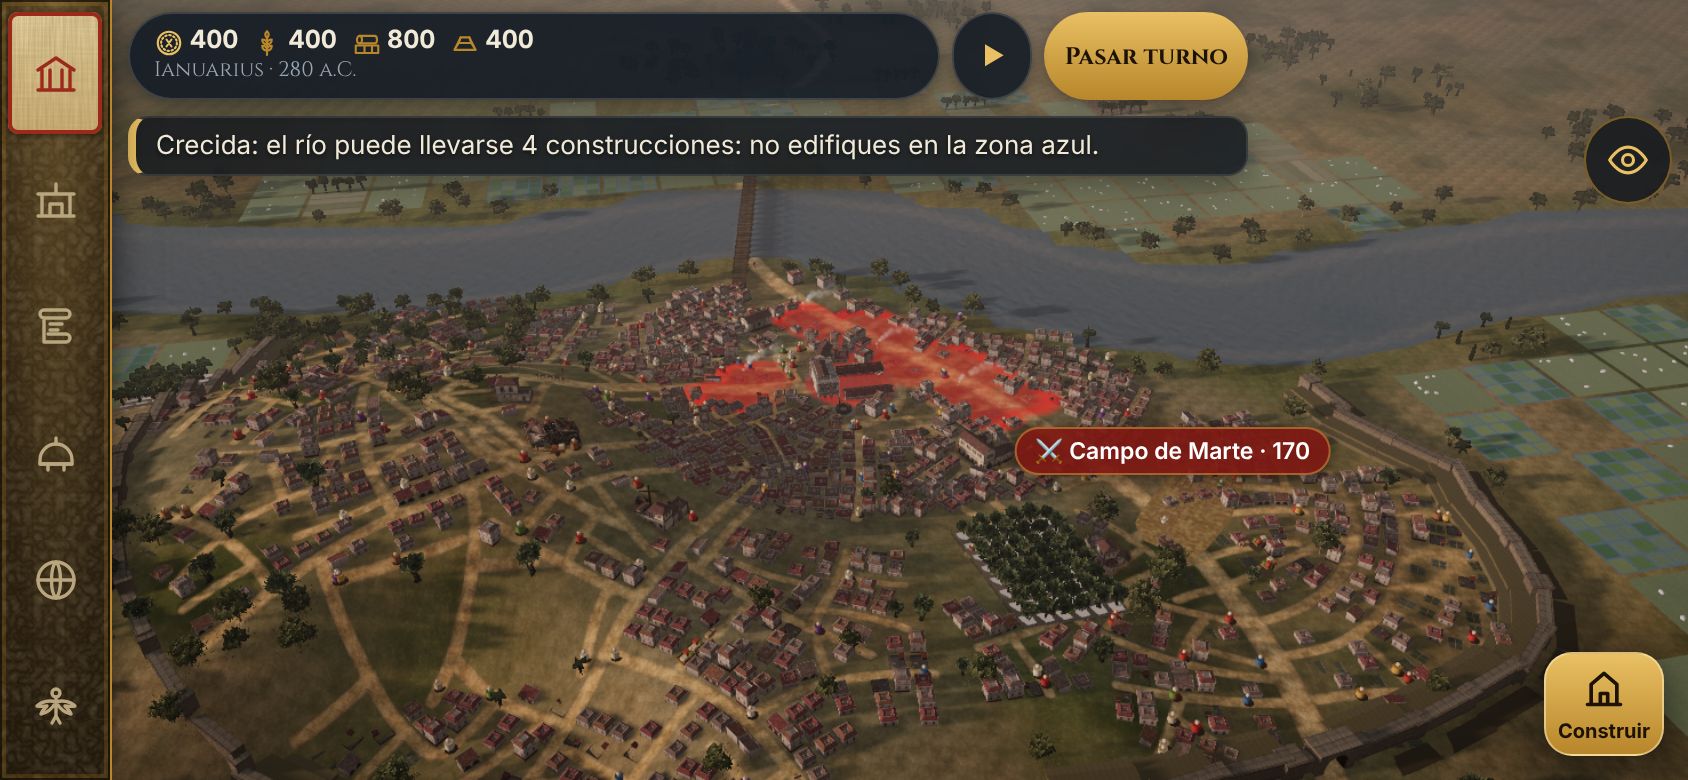 400 400 800 400
Ianuarius · 280 a.C.
Pasar turno
Crecida: el río puede llevarse 4 construcciones: no edifiques en la zona azul.
Campo de Marte · 170
Construir